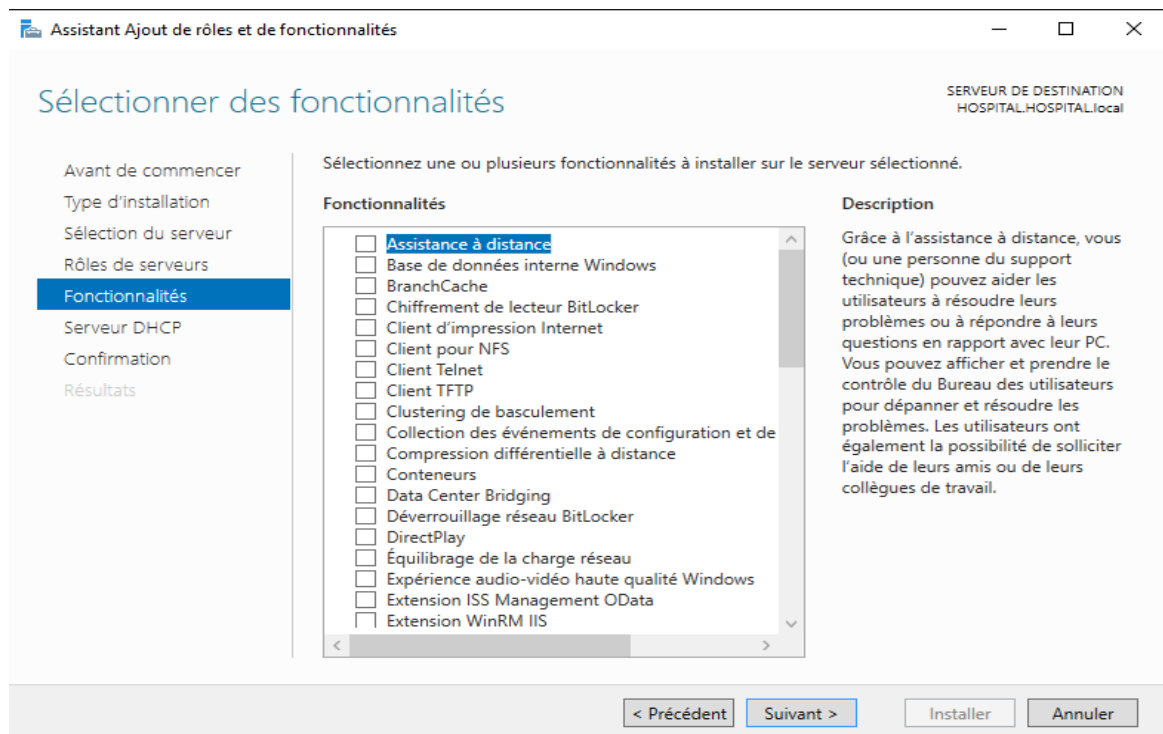 Assistant Ajout de rôles et de fonctionnalités
Sélectionner des fonctionnalités
SERVEUR DE DESTINATION
HOSPITAL.HOSPITAL.local
Avant de commencer
Type d'installation
Sélection du serveur
Rôles de serveurs
Fonctionnalités
Serveur DHCP
Confirmation
Résultats
Sélectionnez une ou plusieurs fonctionnalités à installer sur le serveur sélectionné.
Fonctionnalités
Assistance à distance
Base de données interne Windows
BranchCache
Chiffrement de lecteur BitLocker
Client d'impression Internet
Client pour NFS
Client Telnet
Client TFTP
Clustering de basculement
Collection des événements de configuration et de
Compression différentielle à distance
Conteneurs
Data Center Bridging
Déverrouillage réseau BitLocker
DirectPlay
Équilibrage de la charge réseau
Expérience audio-vidéo haute qualité Windows
Extension ISS Management OData
Extension WinRM IIS
Description
Grâce à l'assistance à distance, vous
(ou une personne du support
technique) pouvez aider les
utilisateurs à résoudre leurs
problèmes ou à répondre à leurs
questions en rapport avec leur PC.
Vous pouvez afficher et prendre le
contrôle du Bureau des utilisateurs
pour dépanner et résoudre les
problèmes. Les utilisateurs ont
également la possibilité de solliciter
l'aide de leurs amis ou de leurs
collègues de travail.
< Précédent
Suivant >
Installer
Annuler